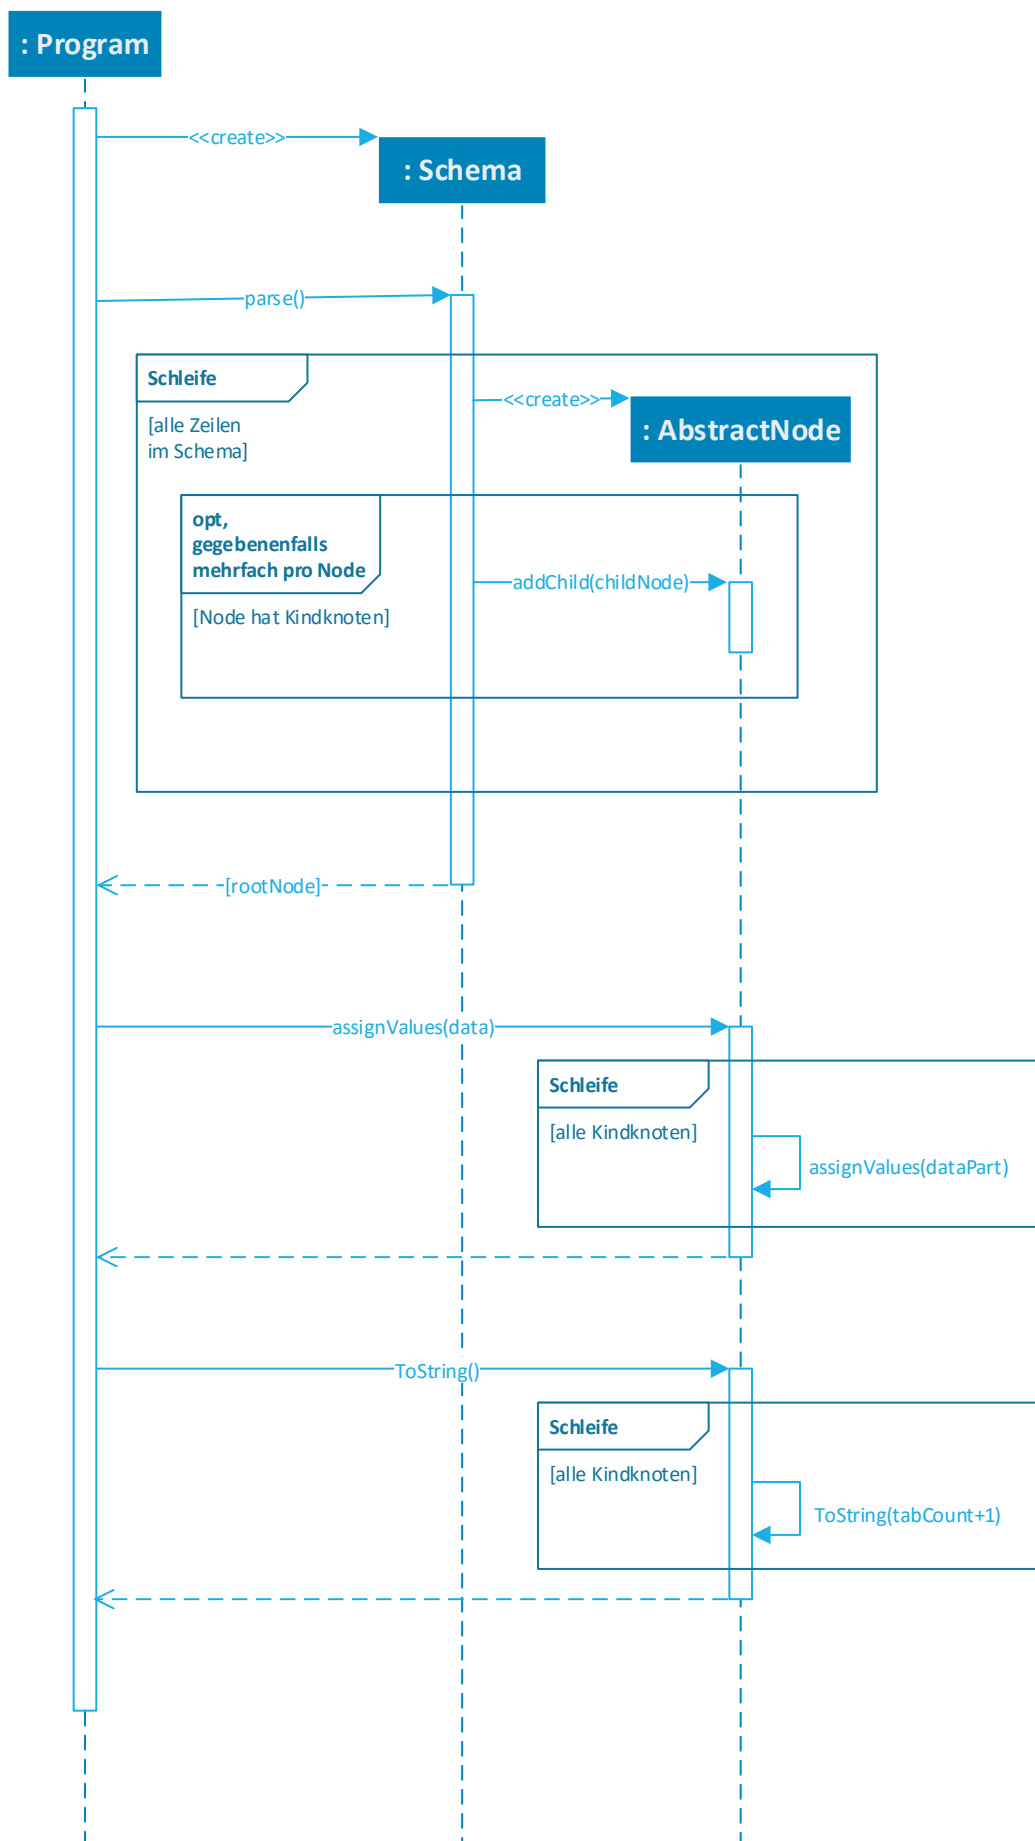 : Program
<<create>>
: Schema
parse()
Schleife
<<create>>
[alle Zeilen
im Schema]
: AbstractNode
opt,
gegebenenfalls
mehrfach pro Node
addChild(childNode)
[Node hat Kindknoten]
[rootNode]
assignValues(data)
Schleife
[alle Kindknoten]
assignValues(dataPart)
ToString()
Schleife
[alle Kindknoten]
ToString(tabCount+1)